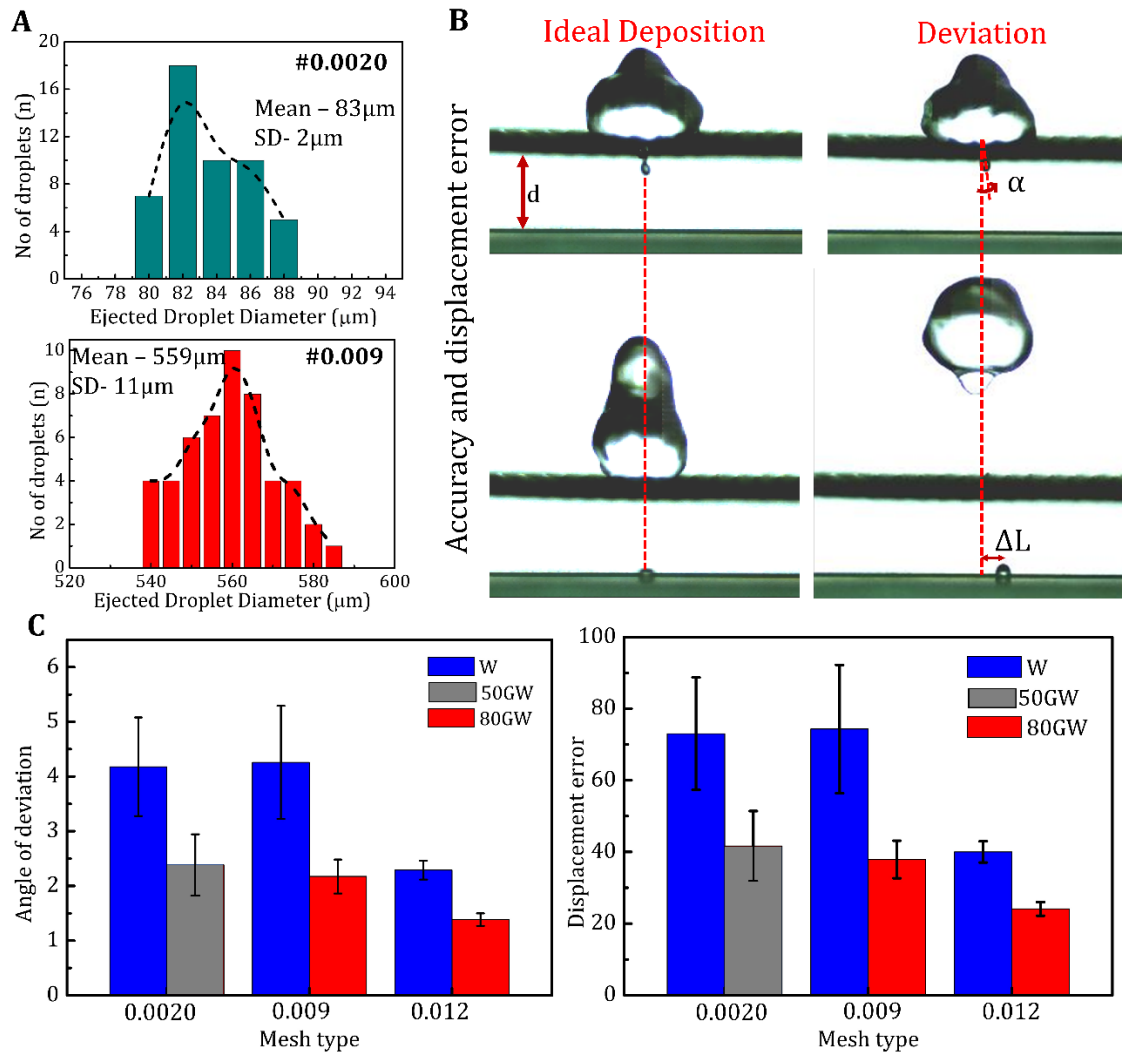 A
#0.0020
Mean – 83μm
SD- 2μm
No of droplets (n)
20
16
12
8
4
0
76 78 80 82 84 86 88 90 92 94
Ejected Droplet Diameter (μm)
Mean – 559μm
SD- 11μm
#0.009
No of droplets (n)
10
8
6
4
2
0
520 540 560 580 600
Ejected Droplet Diameter (μm)
B
Ideal Deposition
Deviation
Accuracy and displacement error
d
α
ΔL
C
Angle of deviation
6
5
4
3
2
1
0
W
50GW
80GW
0.0020 0.009 0.012
Mesh type
Displacement error
100
80
60
40
20
0
W
50GW
80GW
0.0020 0.009 0.012
Mesh type